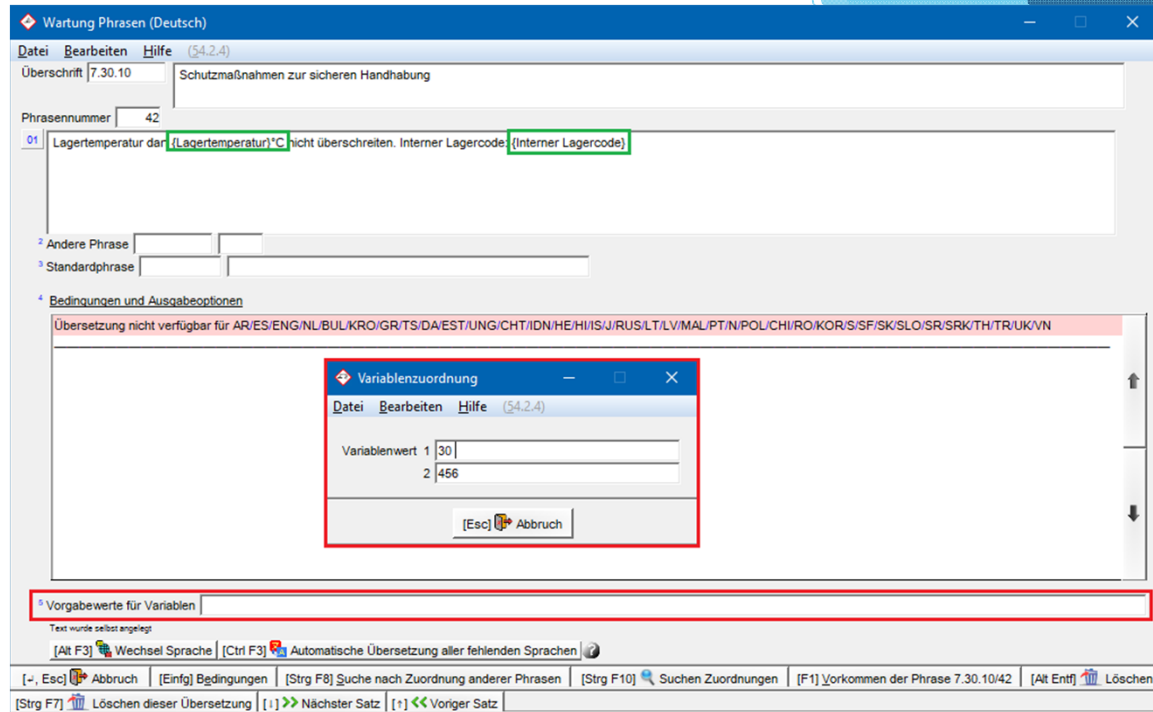 Wartung Phrasen (Deutsch)
Datei Bearbeiten Hilfe (54.2.4)
Überschrift 7.30.10 Schutzmaßnahmen zur sicheren Handhabung
Phrasennummer 42
01 Lagertemperatur darf {Lagertemperatur}°C nicht überschreiten. Interner Lagercode: {Interner Lagercode}
2 Andere Phrase
3 Standardphrase
4 Bedingungen und Ausgabeoptionen
Übersetzung nicht verfügbar für AR/ES/ENG/NL/BUL/KRO/GR/TS/DA/EST/UNG/CHT/IDN/HE/HI/IS/J/RUS/LT/LV/MAL/PT/N/POL/CHI/RO/KOR/S/SF/SK/SLO/SR/SRK/TH/TR/UK/VN
Variablenzuordnung
Datei Bearbeiten Hilfe (54.2.4)
Variablenwert 1 30
2 456
[Esc] Abbruch
5 Vorgabewerte für Variablen
Text wurde selbst angelegt
[Alt F3] Wechsel Sprache [Ctrl F3] Automatische Übersetzung aller fehlenden Sprachen ?
[↵, Esc] Abbruch [Einfg] Bedingungen [Strg F8] Suche nach Zuordnung anderer Phrasen [Strg F10] Suchen Zuordnungen [F1] Vorkommen der Phrase 7.30.10/42 [Alt Entf] Löschen
[Strg F7] Löschen dieser Übersetzung [↓] >> Nächster Satz [↑] << Voriger Satz